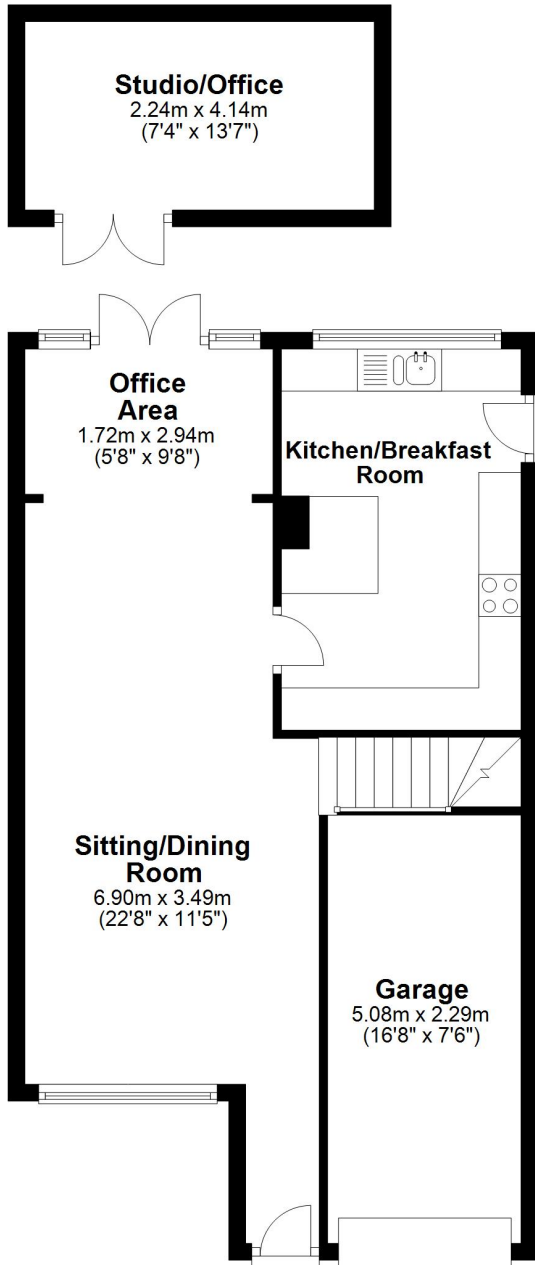 Studio/Office
2.24m x 4.14m
(7'4" x 13'7")
Office
Area
1.72m x 2.94m
(5'8" x 9'8")
Kitchen/Breakfast
Room
Sitting/Dining
Room
6.90m x 3.49m
(22'8" x 11'5")
Garage
5.08m x 2.29m
(16'8" x 7'6")